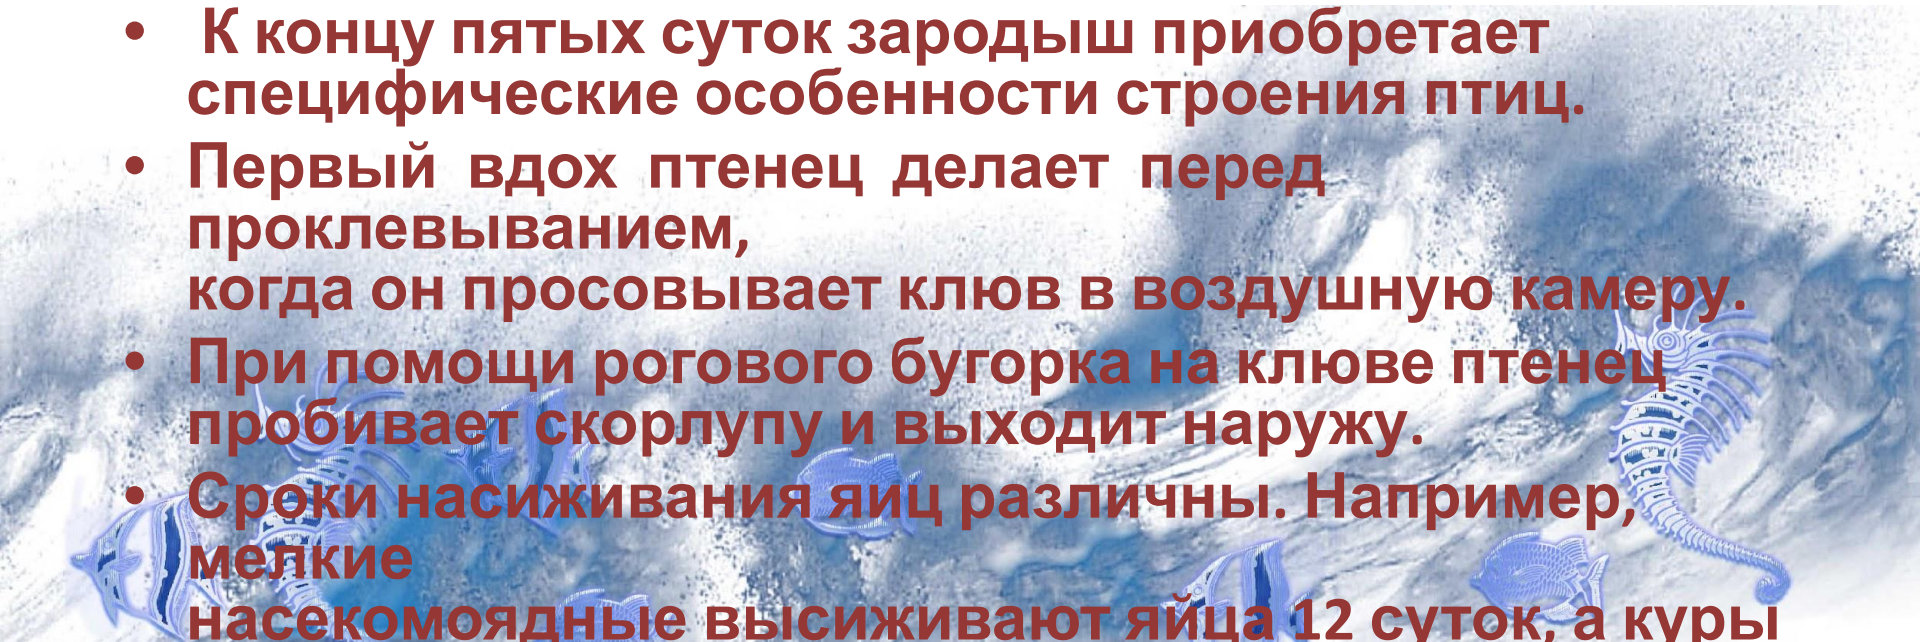 • К концу пятых суток зародыш приобретает
специфические особенности строения птиц.
• Первый вдох птенец делает перед
проклевыванием,
когда он просовывает клюв в воздушную камеру.
• При помощи рогового бугорка на клюве птенец
пробивает скорлупу и выходит наружу.
• Сроки насиживания яиц различны. Например,
мелкие
насекомоядные высиживают яйца 12 суток, а куры